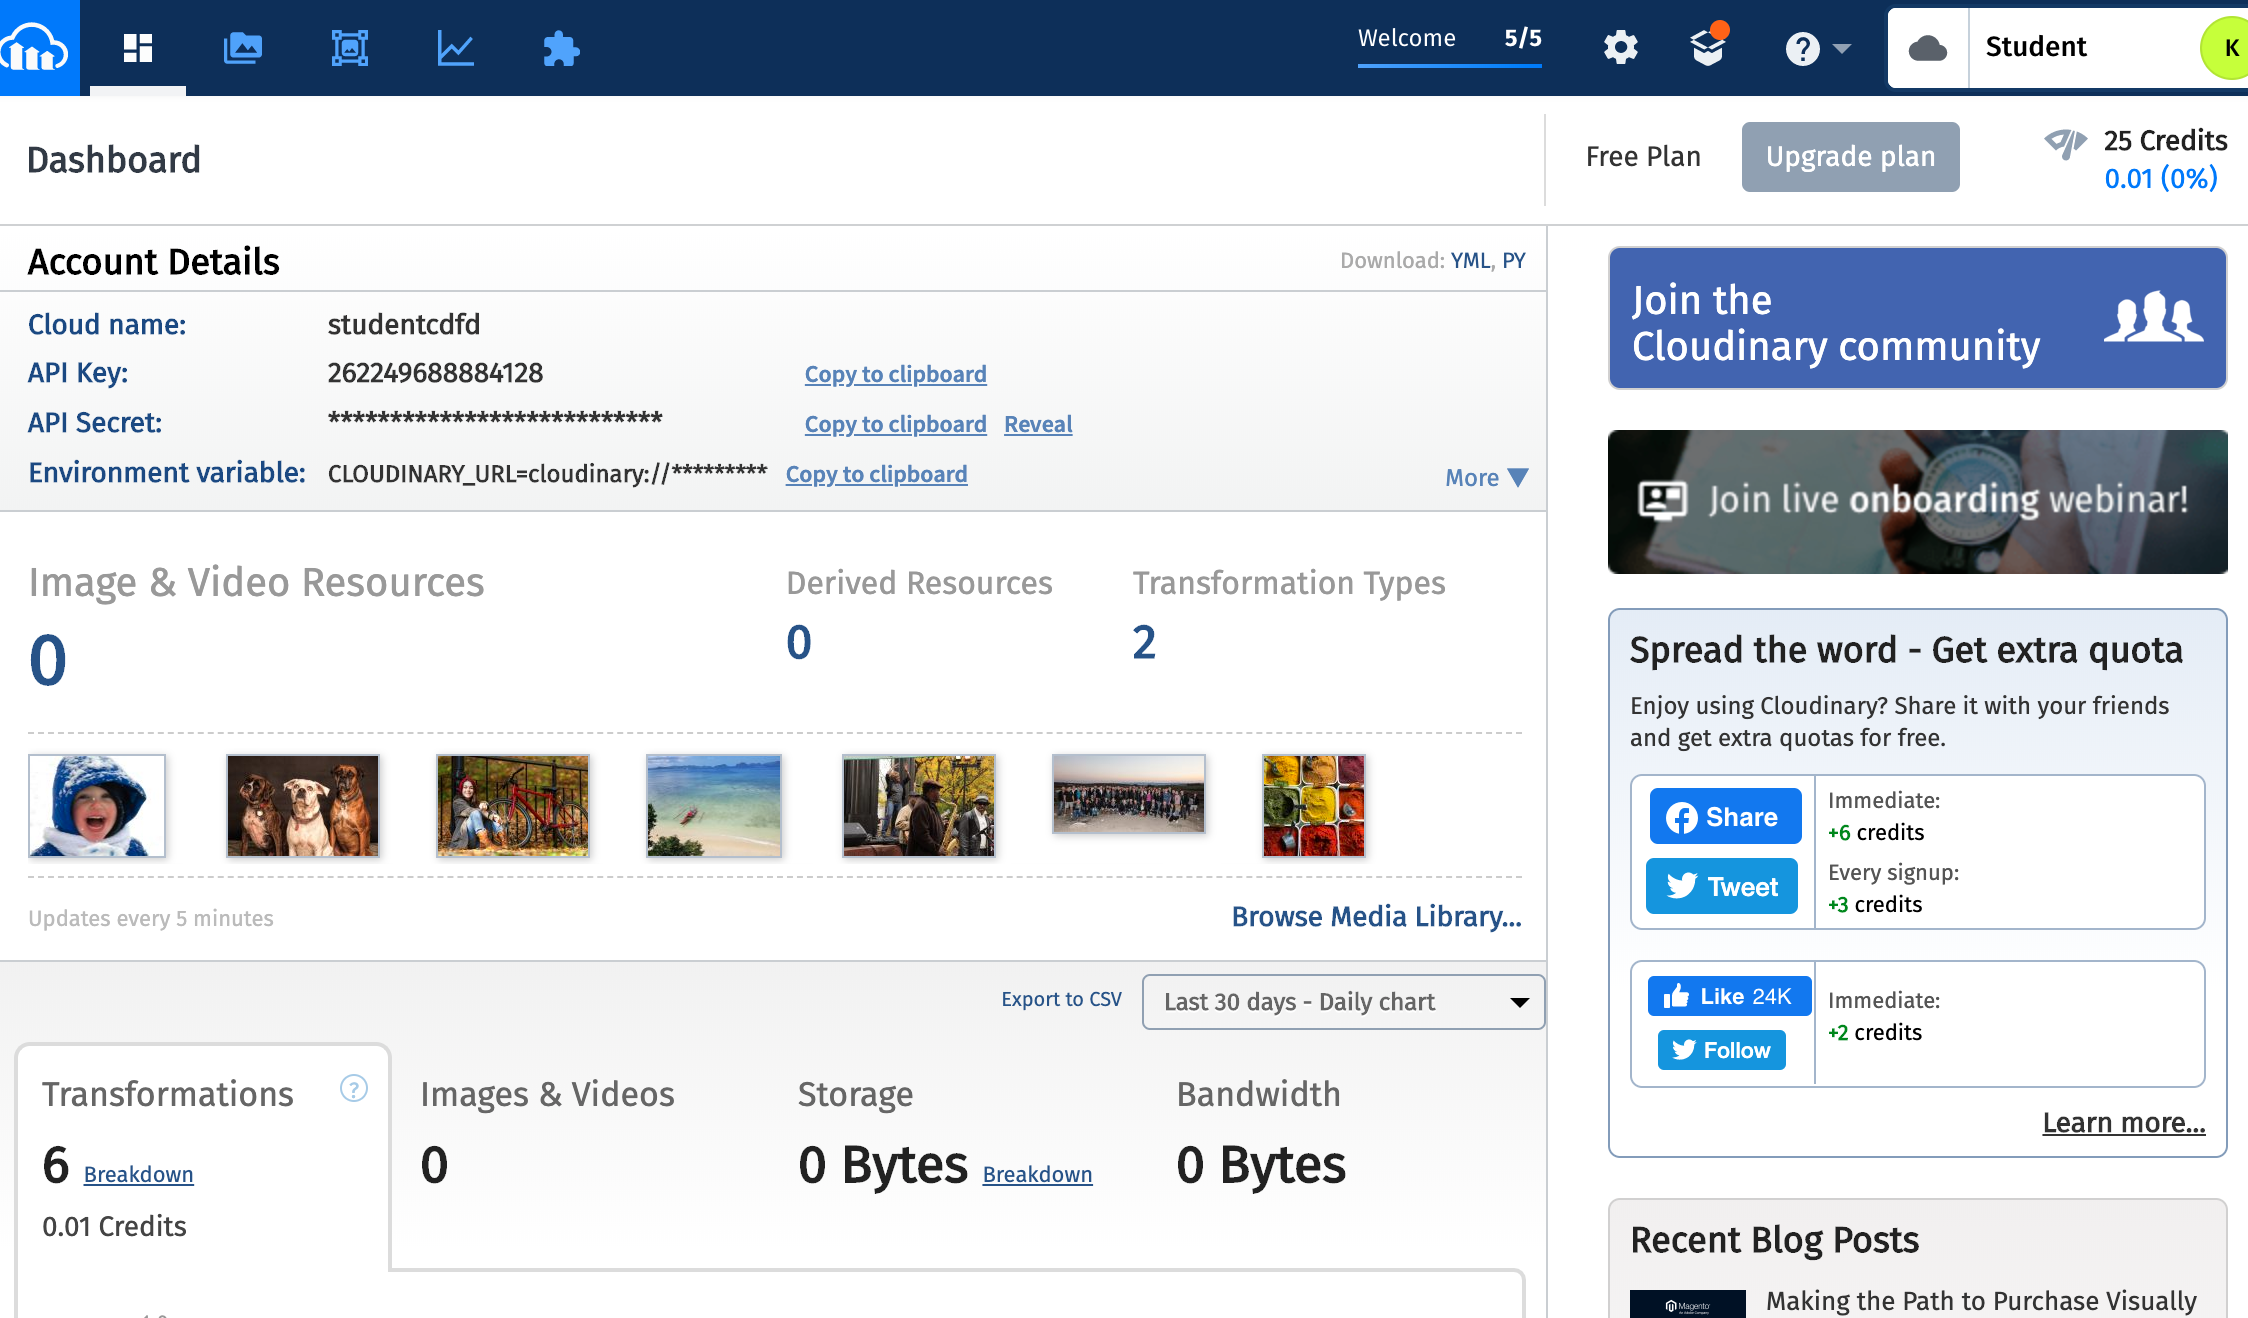 Welcome 5/5
Student
K
Dashboard
Free Plan
Upgrade plan
25 Credits
0.01 (0%)
Account Details
Download: YML, PY
Cloud name: studentcdfd
API Key: 262249688884128 Copy to clipboard
API Secret: *************************** Copy to clipboard Reveal
Environment variable: CLOUDINARY_URL=cloudinary://********* Copy to clipboard
More
Image & Video Resources
0
Derived Resources
0
Transformation Types
2
Updates every 5 minutes
Browse Media Library...
Export to CSV
Last 30 days - Daily chart
Transformations ?
6 Breakdown
0.01 Credits
Images & Videos
0
Storage
0 Bytes Breakdown
Bandwidth
0 Bytes
Join the
Cloudinary community
Join live onboarding webinar!
Spread the word - Get extra quota
Enjoy using Cloudinary? Share it with your friends
and get extra quotas for free.
Share
Tweet
Immediate:
+6 credits
Every signup:
+3 credits
Like 24K
Follow
Immediate:
+2 credits
Learn more...
Recent Blog Posts
Magento
Making the Path to Purchase Visually